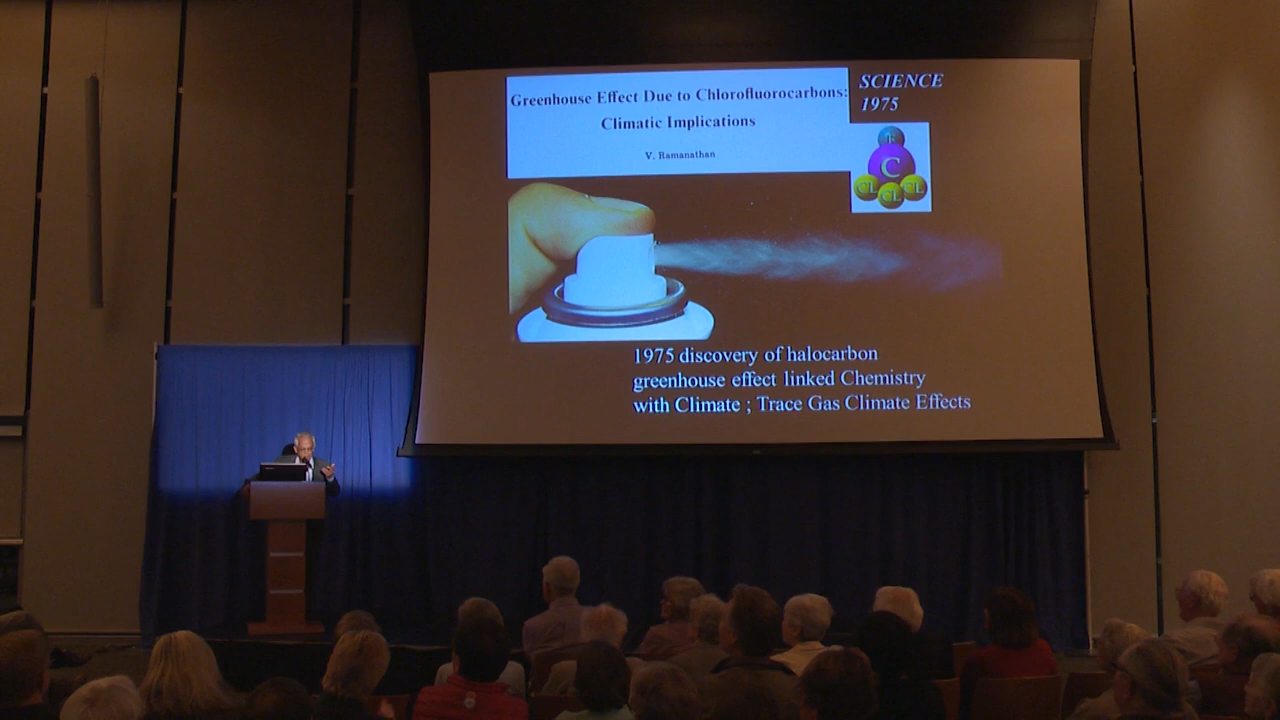 Greenhouse Effect Due to Chlorofluorocarbons:
Climatic Implications
V. Ramanathan
SCIENCE
1975
F
C
CL CL CL
1975 discovery of halocarbon
greenhouse effect linked Chemistry
with Climate ; Trace Gas Climate Effects